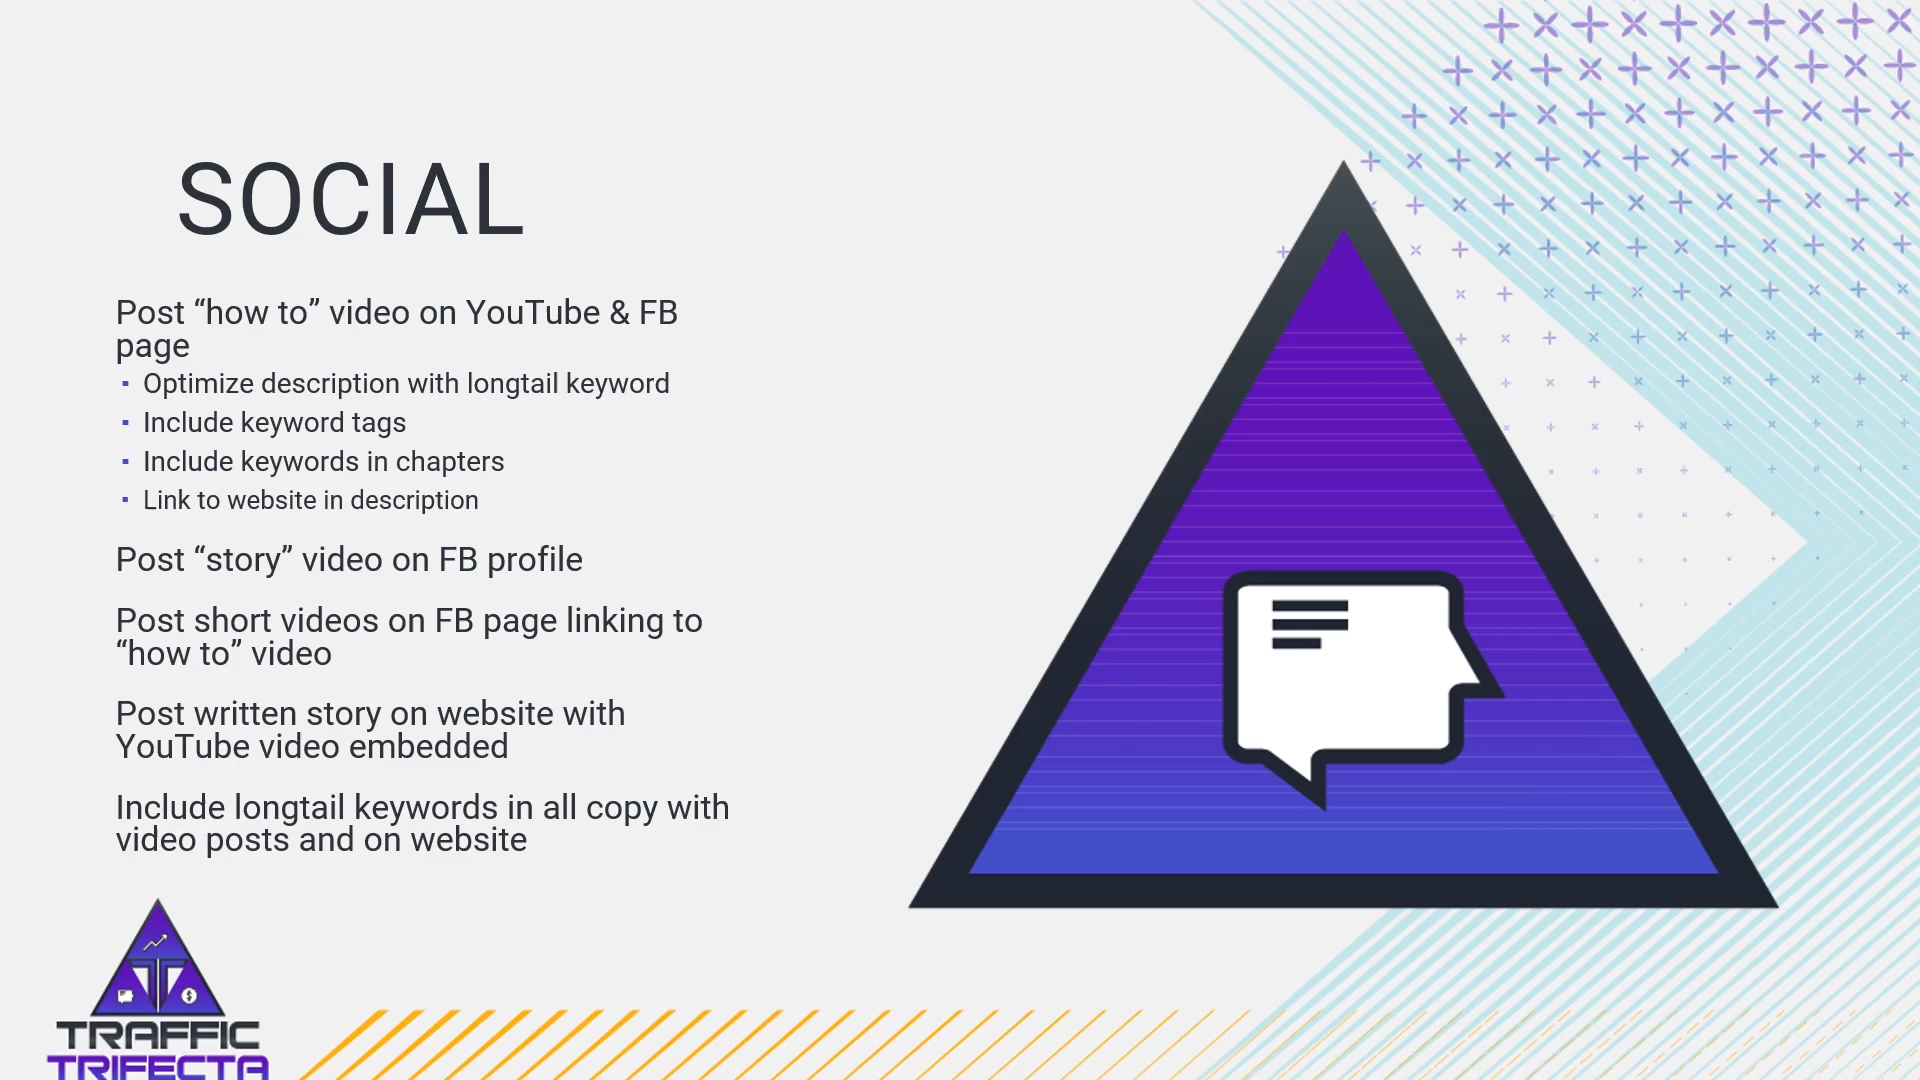 SOCIAL
Post “how to” video on YouTube & FB
page
▪ Optimize description with longtail keyword
▪ Include keyword tags
▪ Include keywords in chapters
▪ Link to website in description
Post “story” video on FB profile
Post short videos on FB page linking to
“how to” video
Post written story on website with
YouTube video embedded
Include longtail keywords in all copy with
video posts and on website
TRAFFIC
TRIFECTA